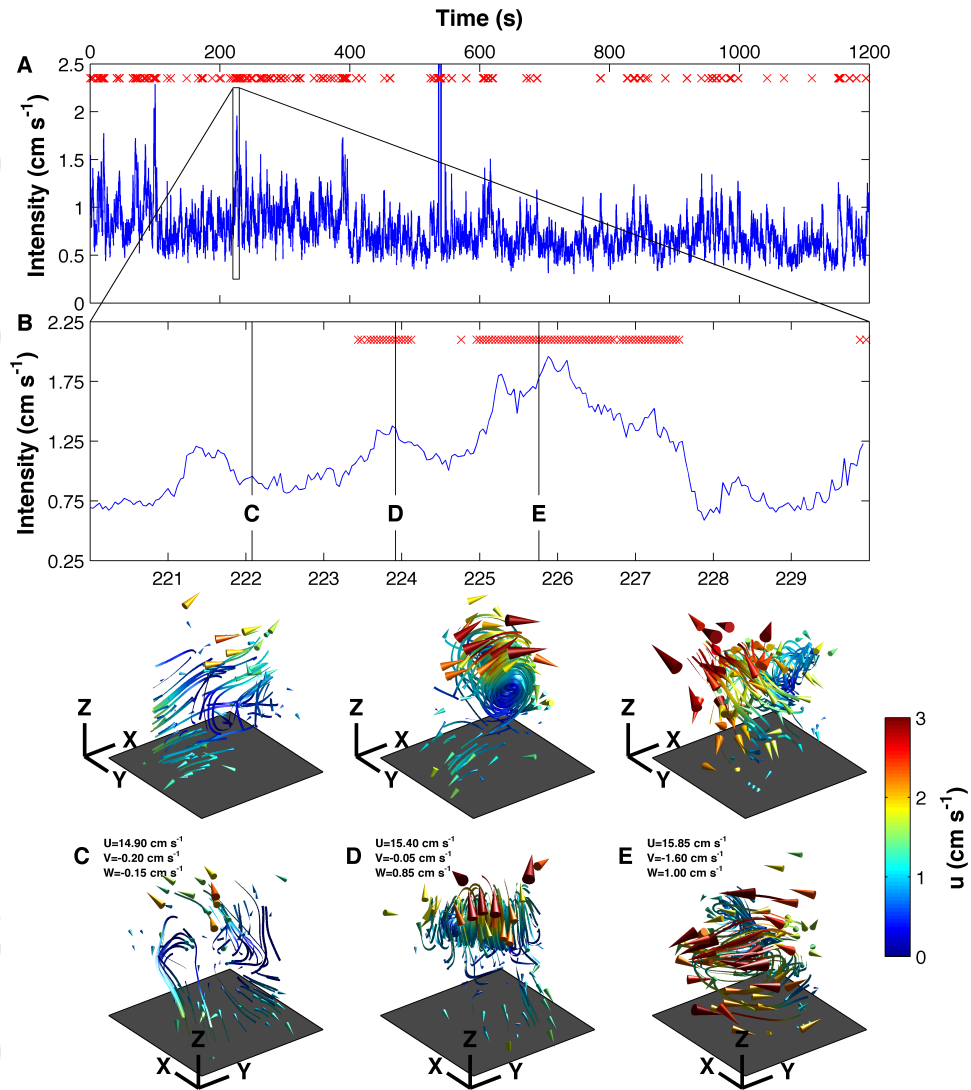 Time (s)
0 200 400 600 800 1000 1200
A
2.5
2
1.5
1
0.5
0
Intensity (cm s⁻¹)
B
2.25
1.75
1.25
0.75
0.25
Intensity (cm s⁻¹)
C D E
221 222 223 224 225 226 227 228 229
Z X Y
Z X Y
Z X Y
3
2
1
0
u (cm s⁻¹)
C
U=14.90 cm s⁻¹
V=-0.20 cm s⁻¹
W=-0.15 cm s⁻¹
D
U=15.40 cm s⁻¹
V=-0.05 cm s⁻¹
W=0.85 cm s⁻¹
E
U=15.85 cm s⁻¹
V=-1.60 cm s⁻¹
W=1.00 cm s⁻¹
Z X Y
Z X Y
Z X Y